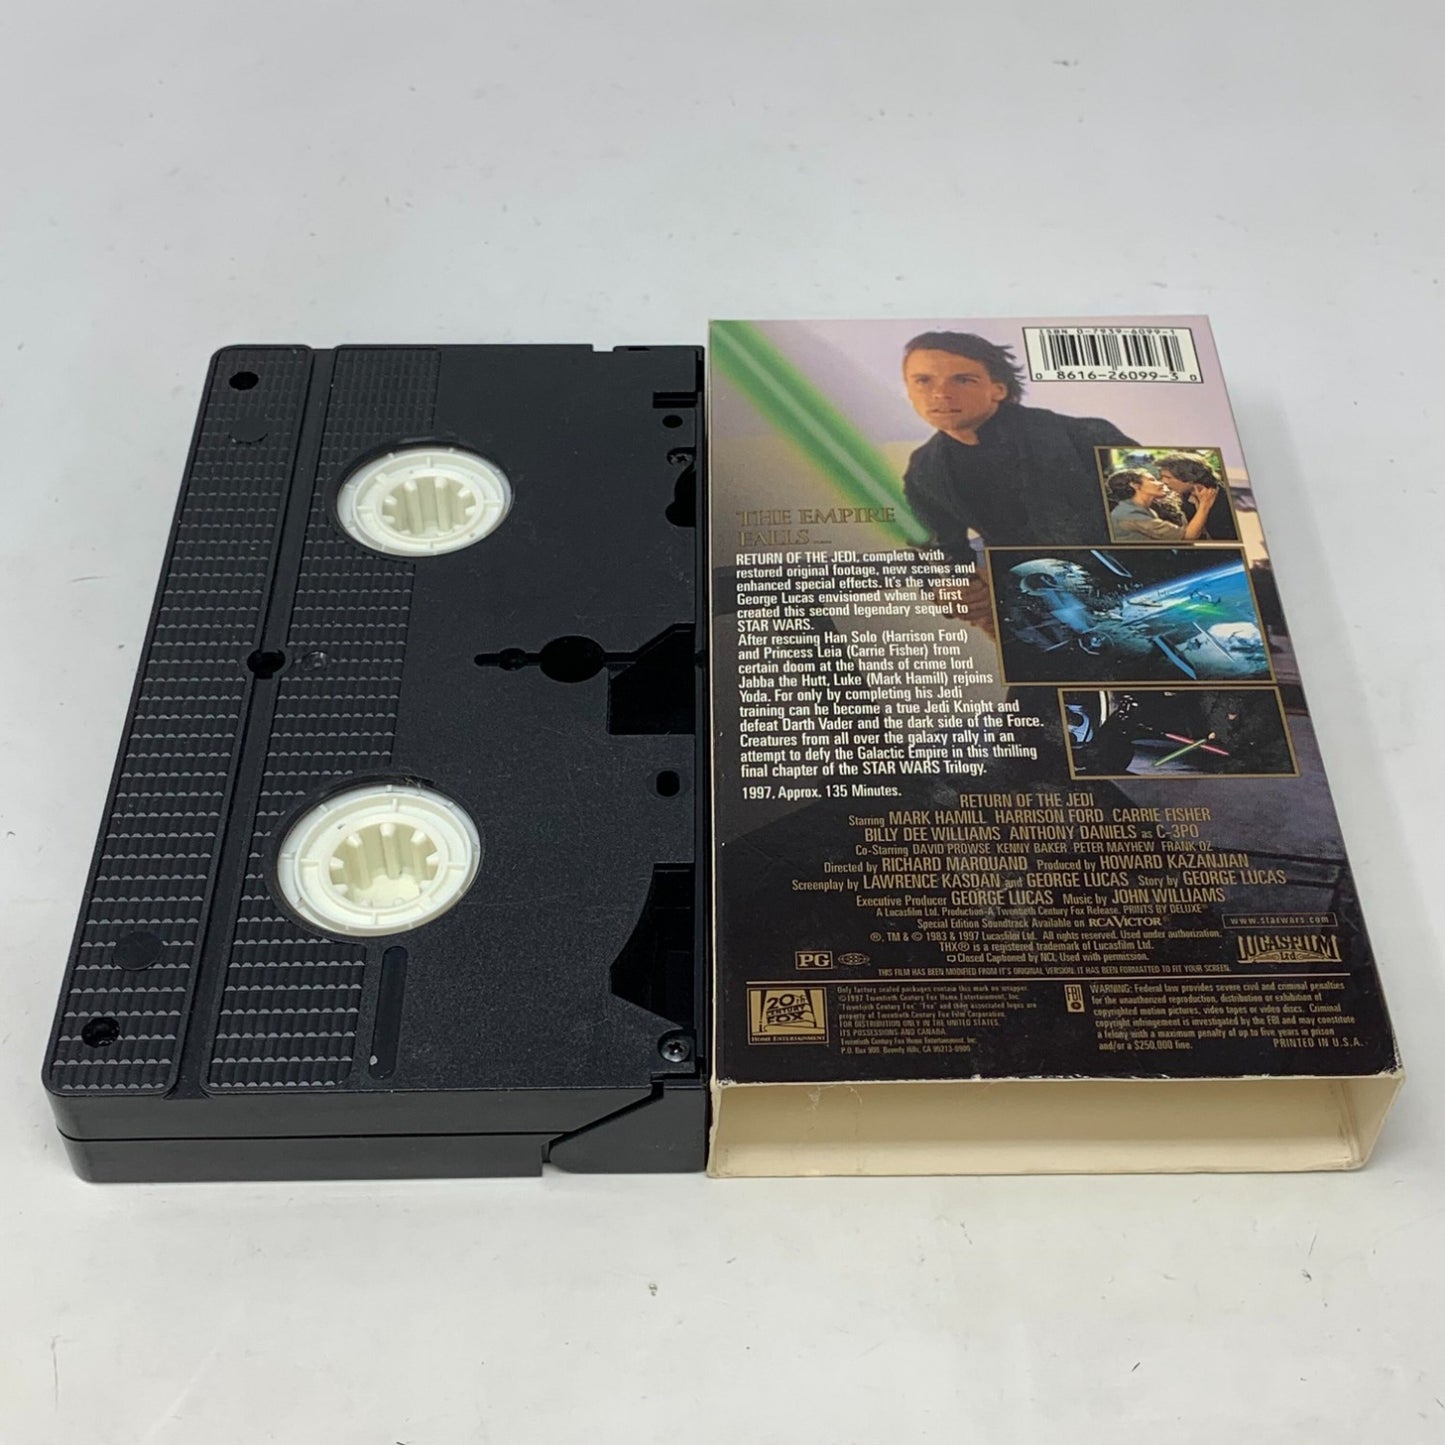 ISBN 0-7939-6099-1
0 8616-26099-3 0
THE EMPIRE
FALLS...
RETURN OF THE JEDI, complete with
restored original footage, new scenes and
enhanced special effects. It's the version
George Lucas envisioned when he first
created this second legendary sequel to
STAR WARS.
After rescuing Han Solo (Harrison Ford)
and Princess Leia (Carrie Fisher) from
certain doom at the hands of crime lord
Jabba the Hutt, Luke (Mark Hamill) rejoins
Yoda. For only by completing his Jedi
training can he become a true Jedi Knight and
defeat Darth Vader and the dark side of the Force.
Creatures from all over the galaxy rally in an
attempt to defy the Galactic Empire in this thrilling
final chapter of the STAR WARS Trilogy.
1997. Approx. 135 Minutes.
RETURN OF THE JEDI
Starring MARK HAMILL HARRISON FORD CARRIE FISHER
BILLY DEE WILLIAMS ANTHONY DANIELS as C-3PO
Co-Starring DAVID PROWSE KENNY BAKER PETER MAYHEW FRANK OZ
Directed by RICHARD MARQUAND Produced by HOWARD KAZANJIAN
Screenplay by LAWRENCE KASDAN and GEORGE LUCAS Story by GEORGE LUCAS
Executive Producer GEORGE LUCAS Music by JOHN WILLIAMS
A Lucasfilm Ltd. Production-A Twentieth Century Fox Release. PRINTS BY DELUXE®
Special Edition Soundtrack Available on RCA VICTOR
www.starwars.com
®, TM & © 1983 & 1997 Lucasfilm Ltd. All rights reserved. Used under authorization.
THX® is a registered trademark of Lucasfilm Ltd.
Closed Captioned by NCI. Used with permission.
PG
LUCASFILM
Ltd
THIS FILM HAS BEEN MODIFIED FROM IT'S ORIGINAL VERSION. IT HAS BEEN FORMATTED TO FIT YOUR SCREEN.
20TH
CENTURY
FOX
HOME ENTERTAINMENT
Only factory sealed packages contain this mark on wrapper.
©1997 Twentieth Century Fox Home Entertainment, Inc.
"Twentieth Century Fox" "Fox" and their associated logos are
property of Twentieth Century Fox Film Corporation.
FOR DISTRIBUTION ONLY IN THE UNITED STATES,
ITS POSSESSIONS AND CANADA.
Twentieth Century Fox Home Entertainment, Inc.
P.O. Box 900, Beverly Hills, CA 90213-0900
FBI
WARNING: Federal law provides severe civil and criminal penalties
for the unauthorized reproduction, distribution or exhibition of
copyrighted motion pictures, video tapes or video discs. Criminal
copyright infringement is investigated by the FBI and may constitute
a felony with a maximum penalty of up to five years in prison
and/or a $250,000 fine.
PRINTED IN U.S.A.